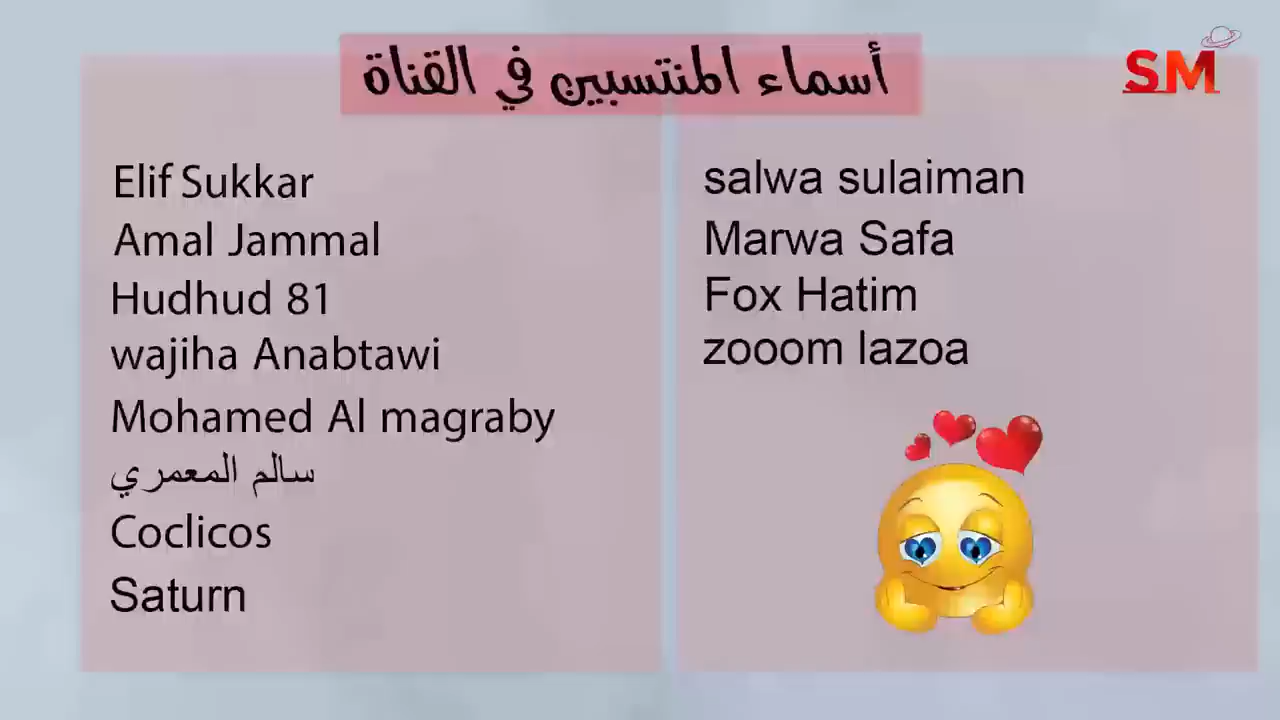 أسماء المنتسبين في القناة
SM
Elif Sukkar
Amal Jammal
Hudhud 81
wajiha Anabtawi
Mohamed Al magraby
سالم المعمري
Coclicos
Saturn
salwa sulaiman
Marwa Safa
Fox Hatim
zooom lazoa